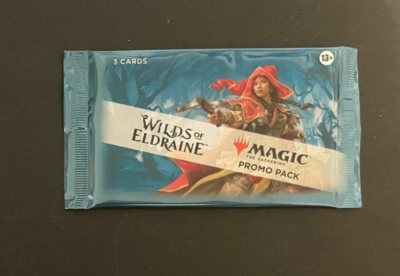 3 CARDS
13+
WILDS OF
ELDRAINE
MAGIC
THE GATHERING
PROMO PACK